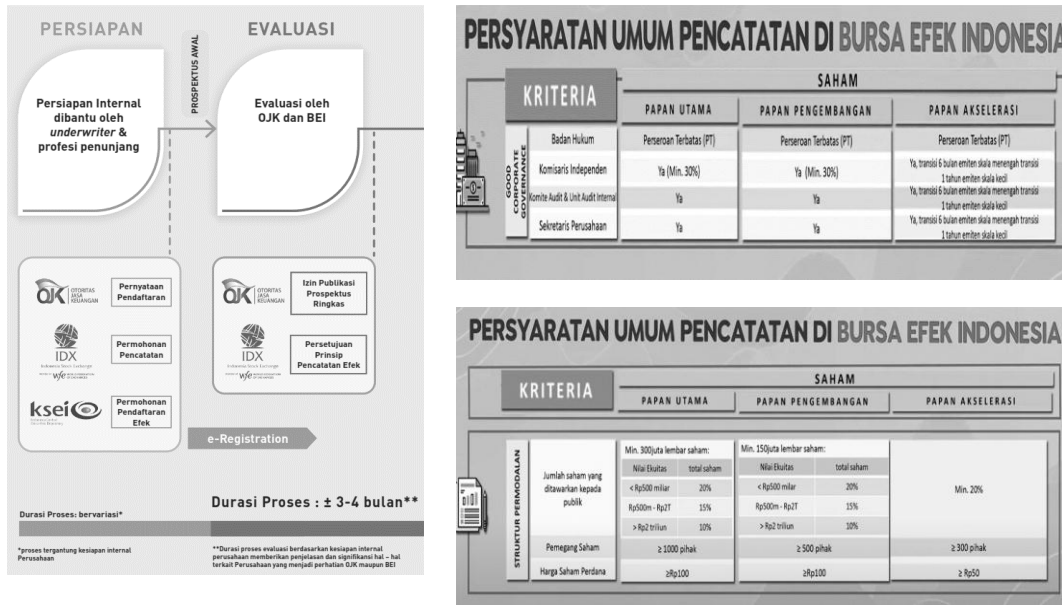 PERSIAPAN
EVALUASI
PROSPEKTUS AWAL
Persiapan Internal
dibantu oleh
underwriter &
profesi penunjang
Evaluasi oleh
OJK dan BEI
OJK OTORITAS
JASA
KEUANGAN
Pernyataan
Pendaftaran
IDX
Indonesia Stock Exchange
wfe
Permohonan
Pencatatan
ksei
Permohonan
Pendaftaran
Efek
OJK OTORITAS
JASA
KEUANGAN
Izin Publikasi
Prospektus
Ringkas
IDX
Indonesia Stock Exchange
wfe
Persetujuan
Prinsip
Pencatatan Efek
e-Registration
Durasi Proses : ± 3-4 bulan**
Durasi Proses: bervariasi*
*proses tergantung kesiapan internal
Perusahaan
**Durasi proses evaluasi berdasarkan kesiapan internal
perusahaan memberikan penjelasan dan signifikansi hal – hal
terkait Perusahaan yang menjadi perhatian OJK maupun BEI
PERSYARATAN UMUM PENCATATAN DI BURSA EFEK INDONESIA
KRITERIA
SAHAM
PAPAN UTAMA PAPAN PENGEMBANGAN PAPAN AKSELERASI
GOOD
CORPORATE
GOVERNANCE
Badan Hukum Perseroan Terbatas (PT) Perseroan Terbatas (PT) Perseroan Terbatas (PT)
Komisaris Independen Ya (Min. 30%) Ya (Min. 30%) Ya, transisi 6 bulan emiten skala menengah transisi
1 tahun emiten skala kecil
Komite Audit & Unit Audit Internal Ya Ya Ya, transisi 6 bulan emiten skala menengah transisi
1 tahun emiten skala kecil
Sekretaris Perusahaan Ya Ya Ya, transisi 6 bulan emiten skala menengah transisi
1 tahun emiten skala kecil
PERSYARATAN UMUM PENCATATAN DI BURSA EFEK INDONESIA
KRITERIA
SAHAM
PAPAN UTAMA PAPAN PENGEMBANGAN PAPAN AKSELERASI
STRUKTUR PERMODALAN
Jumlah saham yang
ditawarkan kepada
publik
Min. 300juta lembar saham:
Nilai Ekuitas total saham
< Rp500 miliar 20%
Rp500m - Rp2T 15%
> Rp2 triliun 10%
Min. 150juta lembar saham:
Nilai Ekuitas total saham
< Rp500 miliar 20%
Rp500m - Rp2T 15%
> Rp2 triliun 10%
Min. 20%
Pemegang Saham ≥ 1000 pihak ≥ 500 pihak ≥ 300 pihak
Harga Saham Perdana ≥Rp100 ≥Rp100 ≥ Rp50